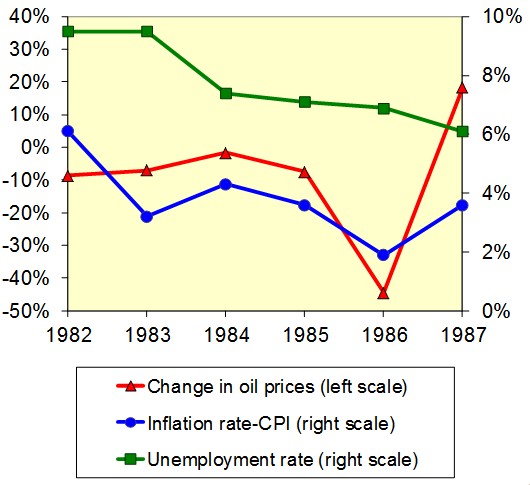 40% 10%
30%
20% 8%
10%
0% 6%
-10%
-20% 4%
-30% 2%
-40%
-50% 0%
1982 1983 1984 1985 1986 1987
Change in oil prices (left scale)
Inflation rate-CPI (right scale)
Unemployment rate (right scale)